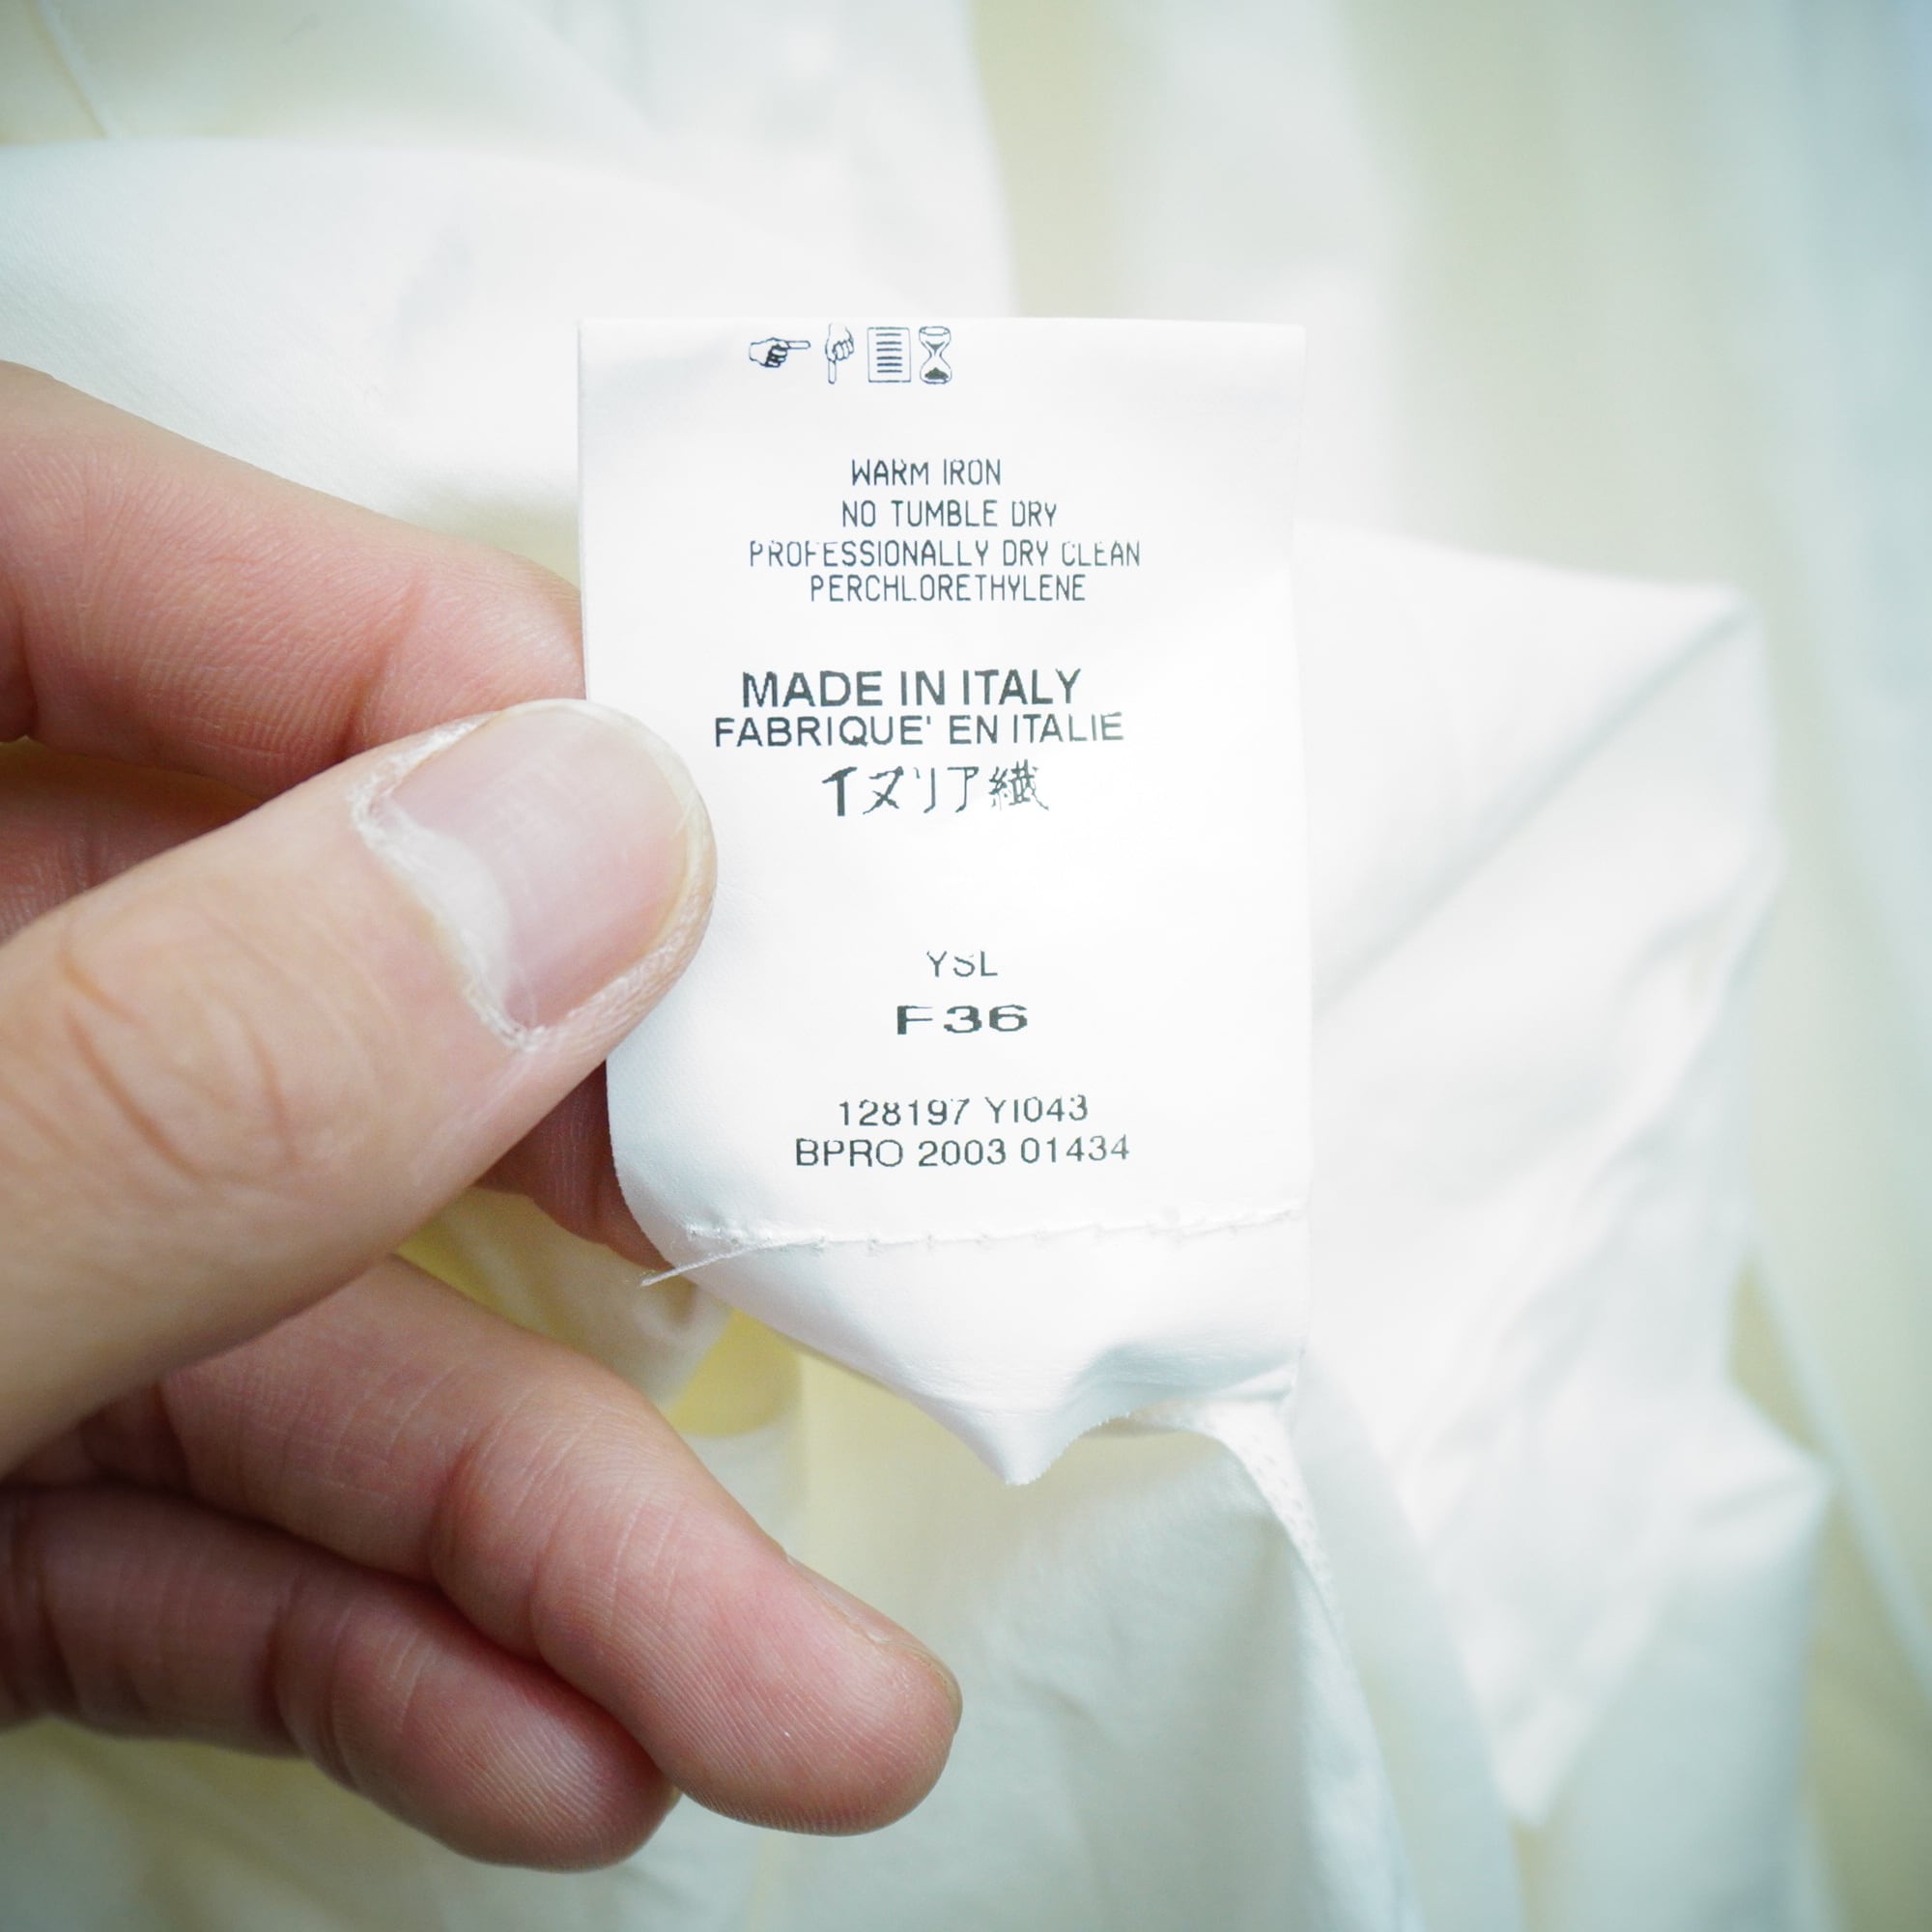 WARM IRON
NO TUMBLE DRY
PROFESSIONALLY DRY CLEAN
PERCHLORETHYLENE
MADE IN ITALY
FABRIQUE' EN ITALIE
イヌリア繊
YSL
F36
128197 YI043
BPRO 2003 01434